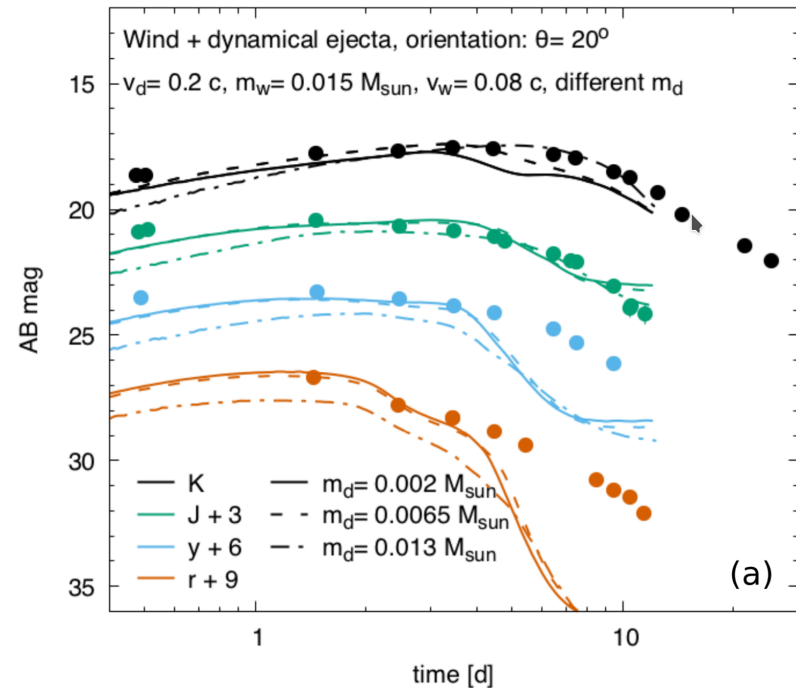 Wind + dynamical ejecta, orientation: θ= 20º
v_d= 0.2 c, m_w= 0.015 M_sun, v_w= 0.08 c, different m_d
15
20
25
30
35
AB mag
K
J + 3
y + 6
r + 9
m_d= 0.002 M_sun
m_d= 0.0065 M_sun
m_d= 0.013 M_sun
(a)
1
10
time [d]